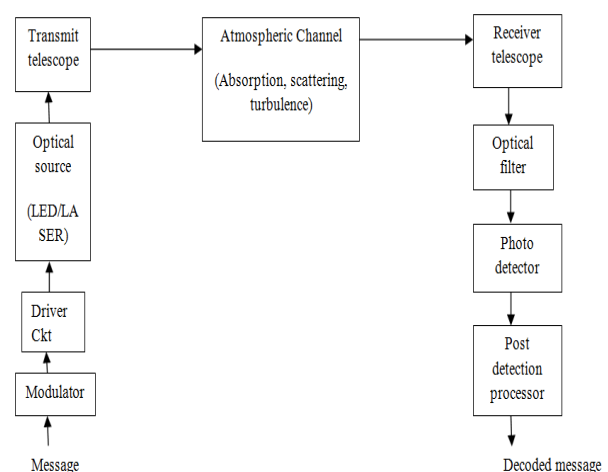 Transmit
telescope
Atmospheric Channel
(Absorption, scattering,
turbulence)
Receiver
telescope
Optical
source
(LED/LA
SER)
Optical
filter
Photo
detector
Driver
Ckt
Post
detection
processor
Modulator
Message
Decoded message